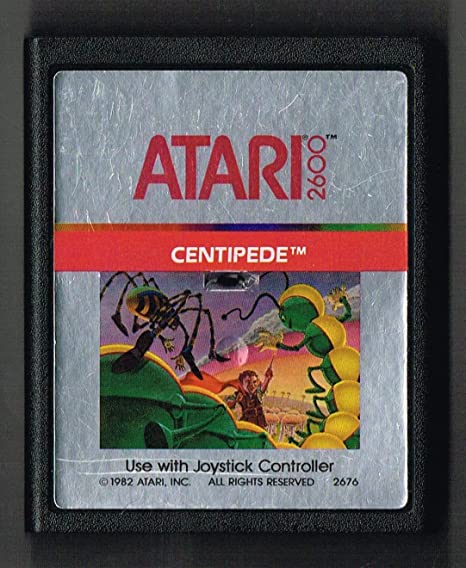 ATARI® 2600™
CENTIPEDE™
Use with Joystick Controller
© 1982 ATARI, INC. ALL RIGHTS RESERVED 2676